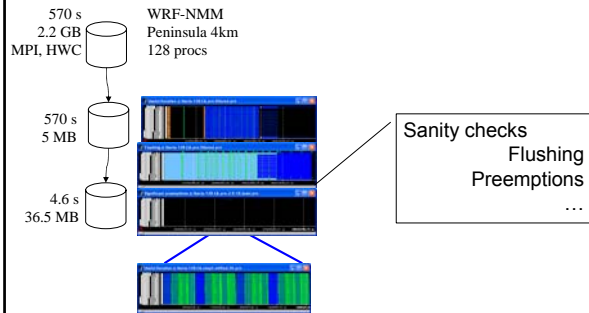 570 s
2.2 GB
MPI, HWC
WRF-NMM
Peninsula 4km
128 procs
570 s
5 MB
4.6 s
36.5 MB
Sanity checks
Flushing
Preemptions
…